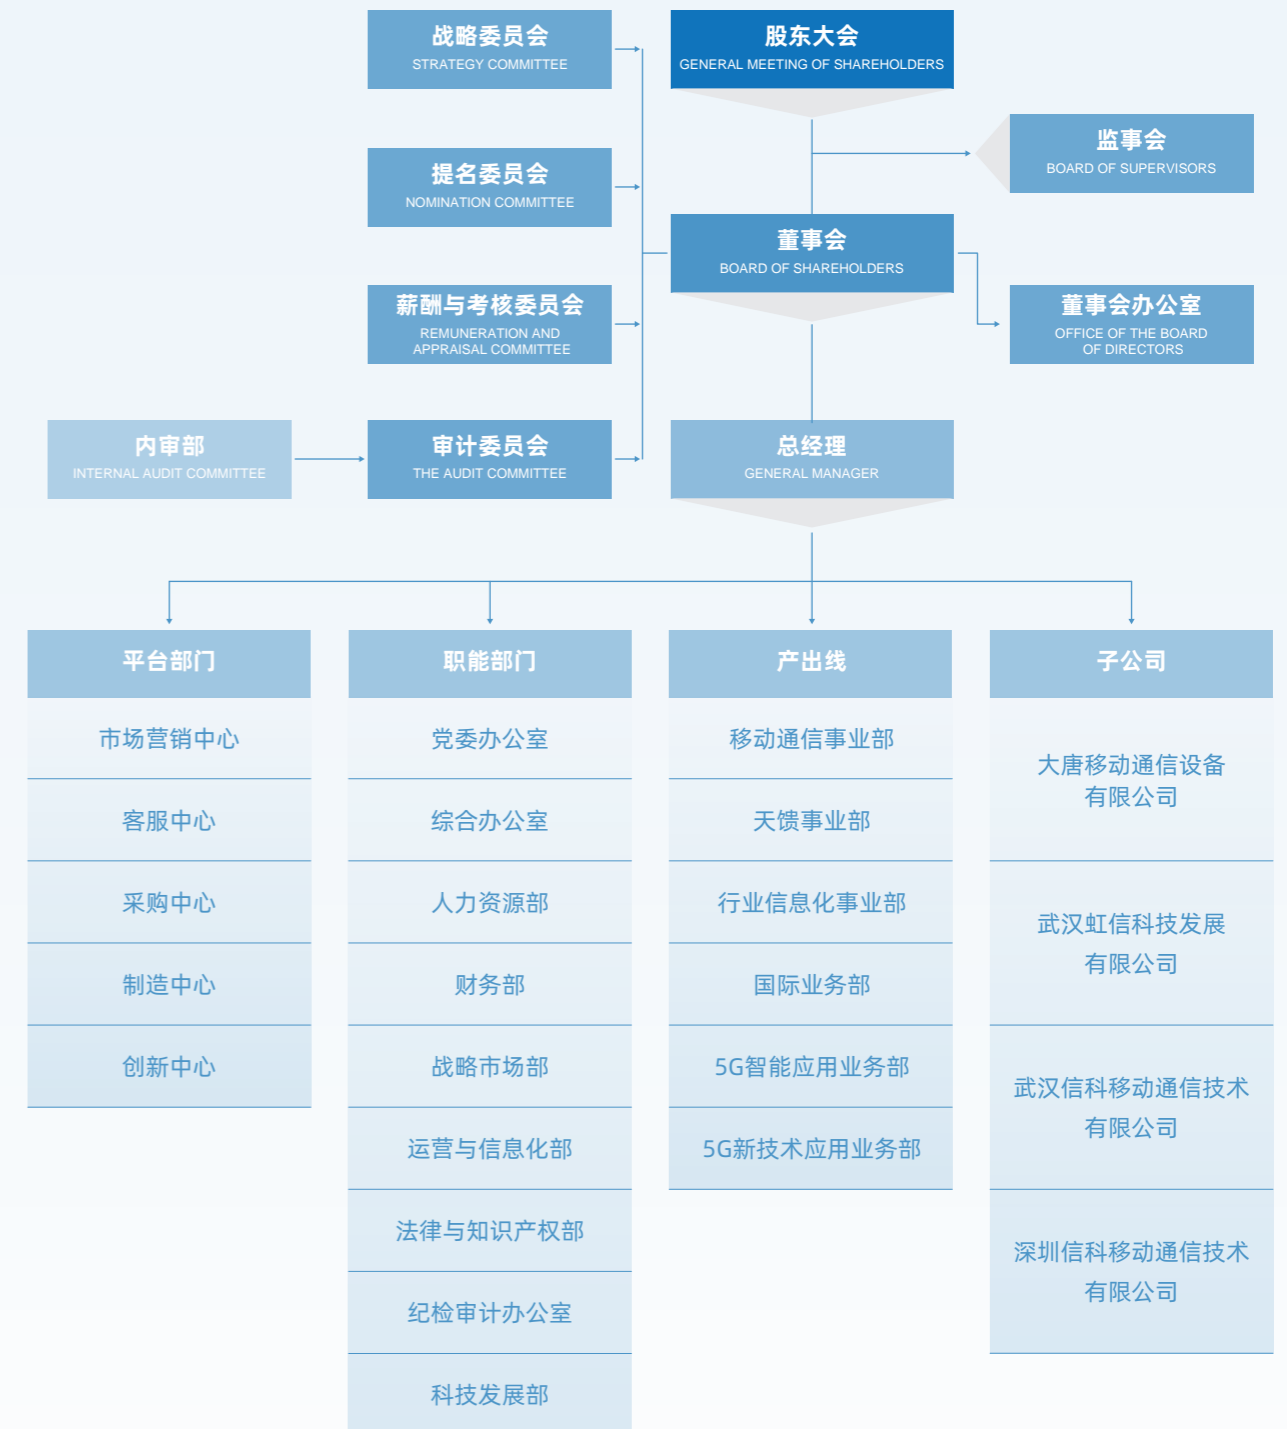 战略委员会
STRATEGY COMMITTEE
股东大会
GENERAL MEETING OF SHAREHOLDERS
监事会
BOARD OF SUPERVISORS
提名委员会
NOMINATION COMMITTEE
董事会
BOARD OF SHAREHOLDERS
薪酬与考核委员会
REMUNERATION AND
APPRAISAL COMMITTEE
董事会办公室
OFFICE OF THE BOARD
OF DIRECTORS
内审部
INTERNAL AUDIT COMMITTEE
审计委员会
THE AUDIT COMMITTEE
总经理
GENERAL MANAGER
平台部门
市场营销中心
客服中心
采购中心
制造中心
创新中心
职能部门
党委办公室
综合办公室
人力资源部
财务部
战略市场部
运营与信息化部
法律与知识产权部
纪检审计办公室
科技发展部
产出线
移动通信事业部
天馈事业部
行业信息化事业部
国际业务部
5G智能应用业务部
5G新技术应用业务部
子公司
大唐移动通信设备
有限公司
武汉虹信科技发展
有限公司
武汉信科移动通信技术
有限公司
深圳信科移动通信技术
有限公司